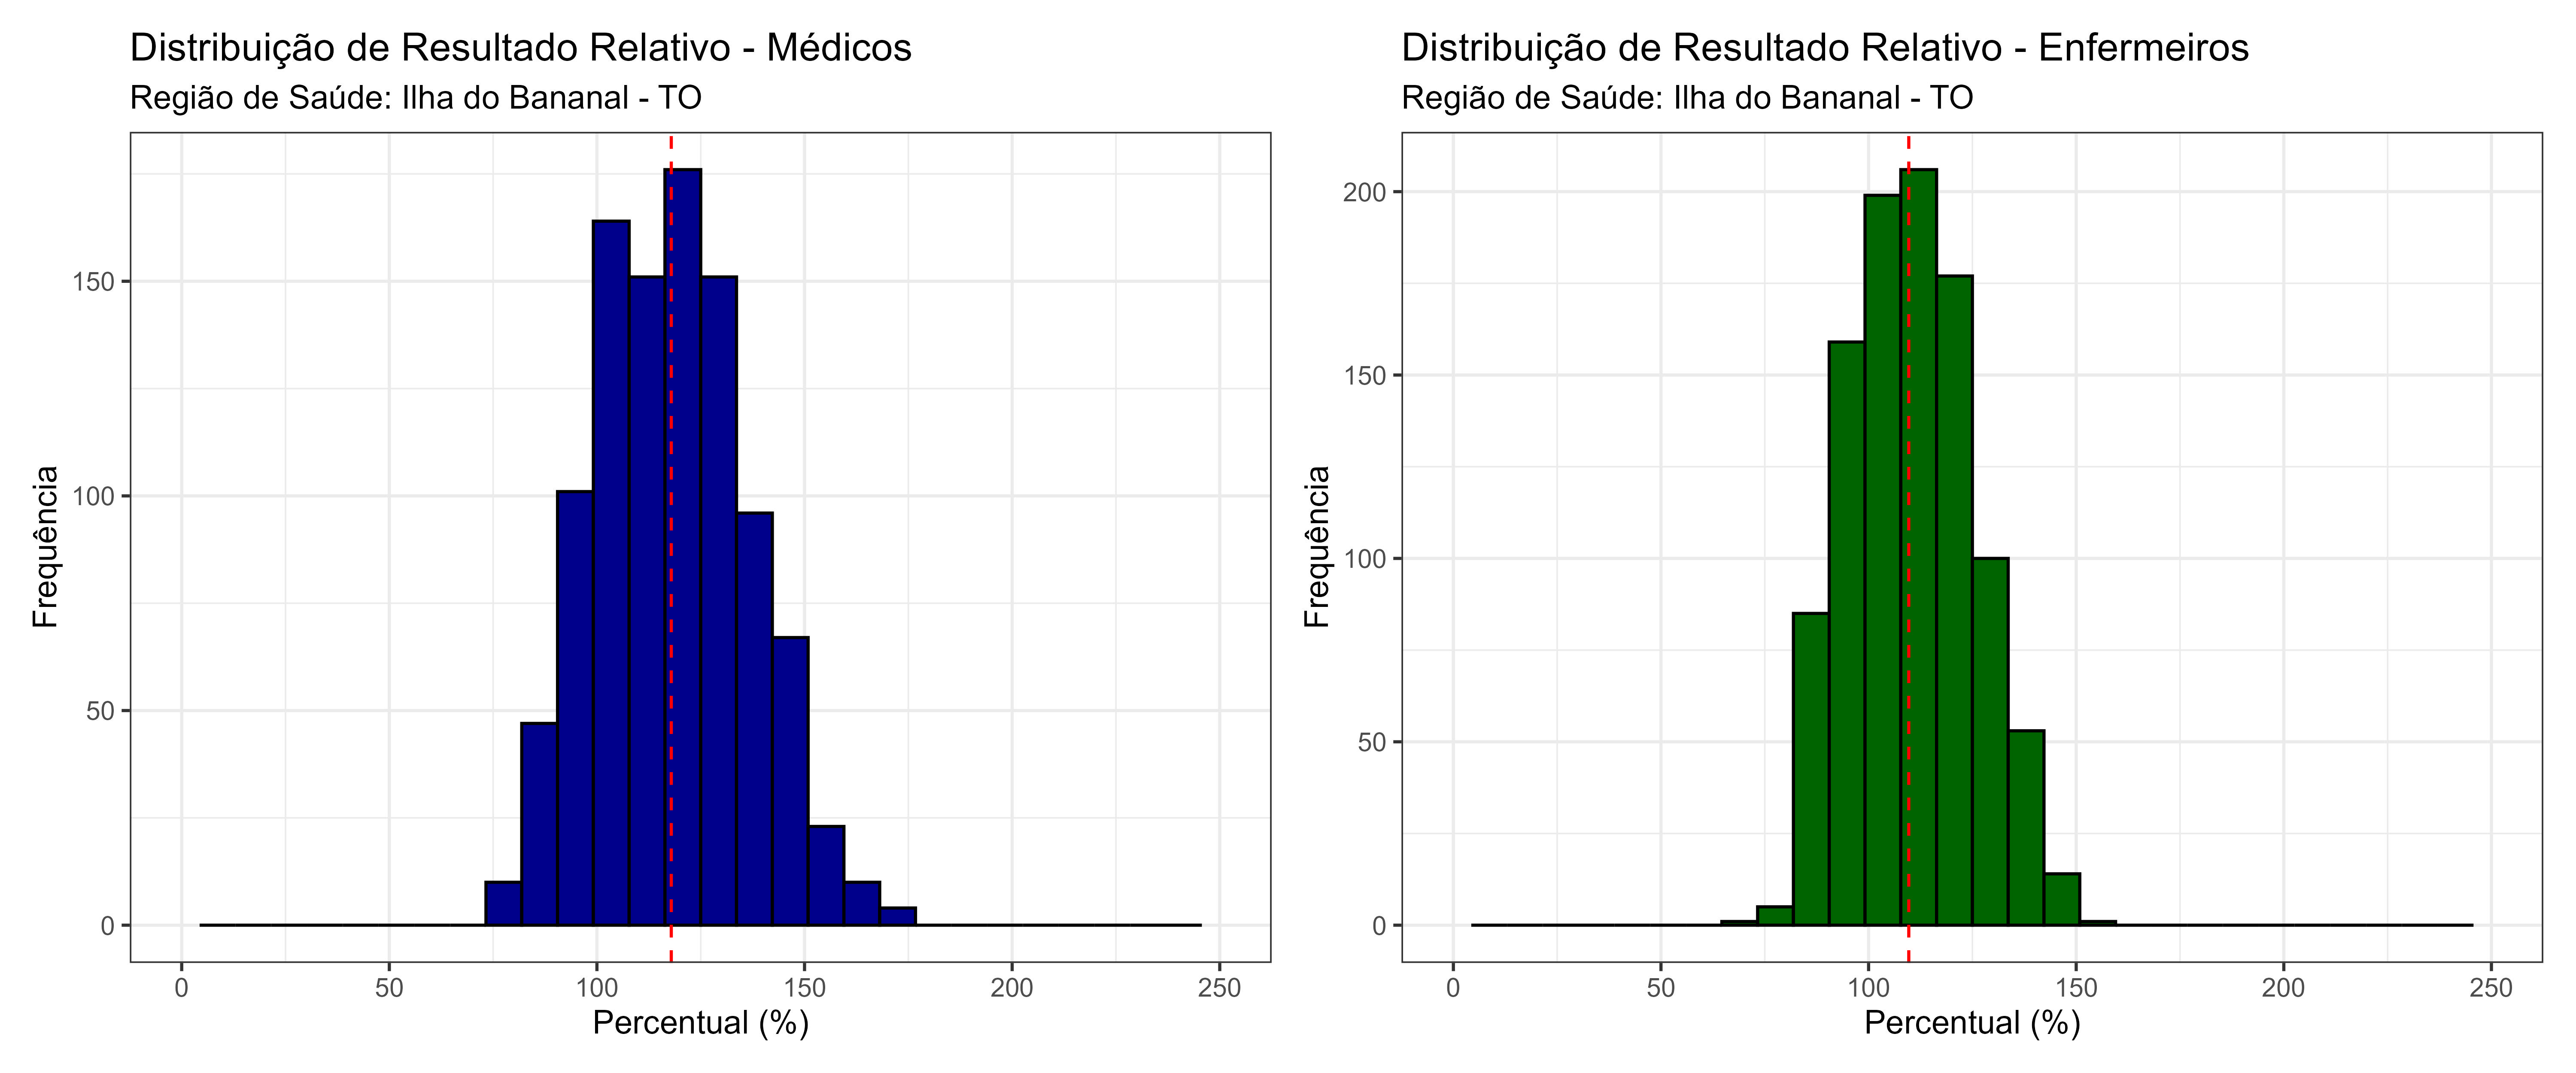 Distribuição de Resultado Relativo - Médicos
Região de Saúde: Ilha do Bananal - TO
Frequência
150
100
50
0
0 50 100 150 200 250
Percentual (%)
Distribuição de Resultado Relativo - Enfermeiros
Região de Saúde: Ilha do Bananal - TO
Frequência
200
150
100
50
0
0 50 100 150 200 250
Percentual (%)